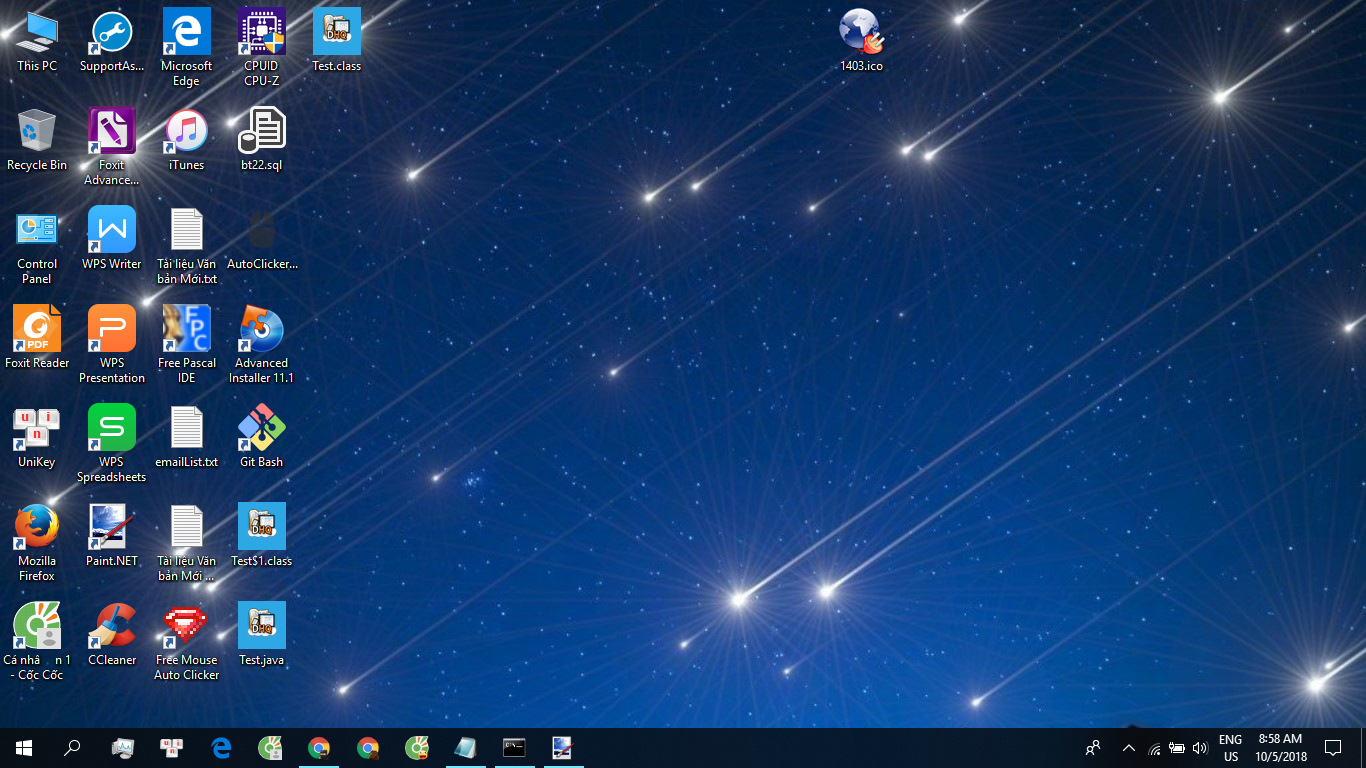 This PC
SupportAs...
Microsoft
Edge
CPUID
CPU-Z
Test.class
1403.ico
Recycle Bin
Foxit
Advance...
iTunes
bt22.sql
Control
Panel
WPS Writer
Tài liệu Văn
bản Mới.txt
AutoClicker...
PDF
Foxit Reader
WPS
Presentation
FPC
Free Pascal
IDE
Advanced
Installer 11.1
u i
n
UniKey
WPS
Spreadsheets
emailList.txt
Git Bash
Mozilla
Firefox
Paint.NET
Tài liệu Văn
bản Mới ...
DHQ
Test$1.class
Cá nhâ n 1
- Cốc Cốc
CCleaner
Free Mouse
Auto Clicker
DHQ
Test.java
ENG
US
8:58 AM
10/5/2018